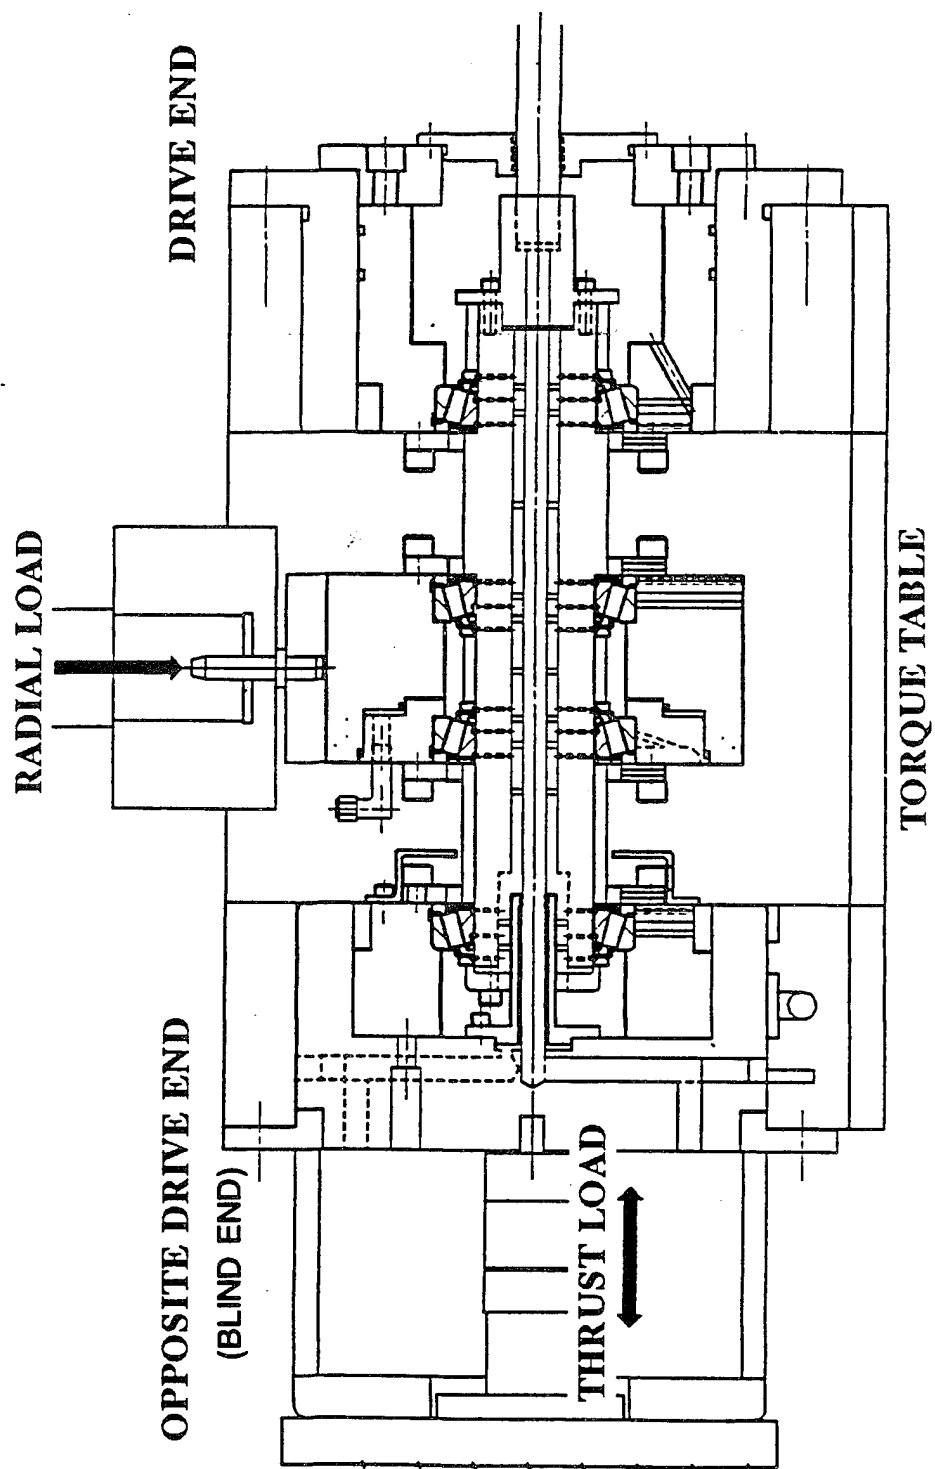 OPPOSITE DRIVE END
(BLIND END)
RADIAL LOAD
DRIVE END
THRUST LOAD
TORQUE TABLE